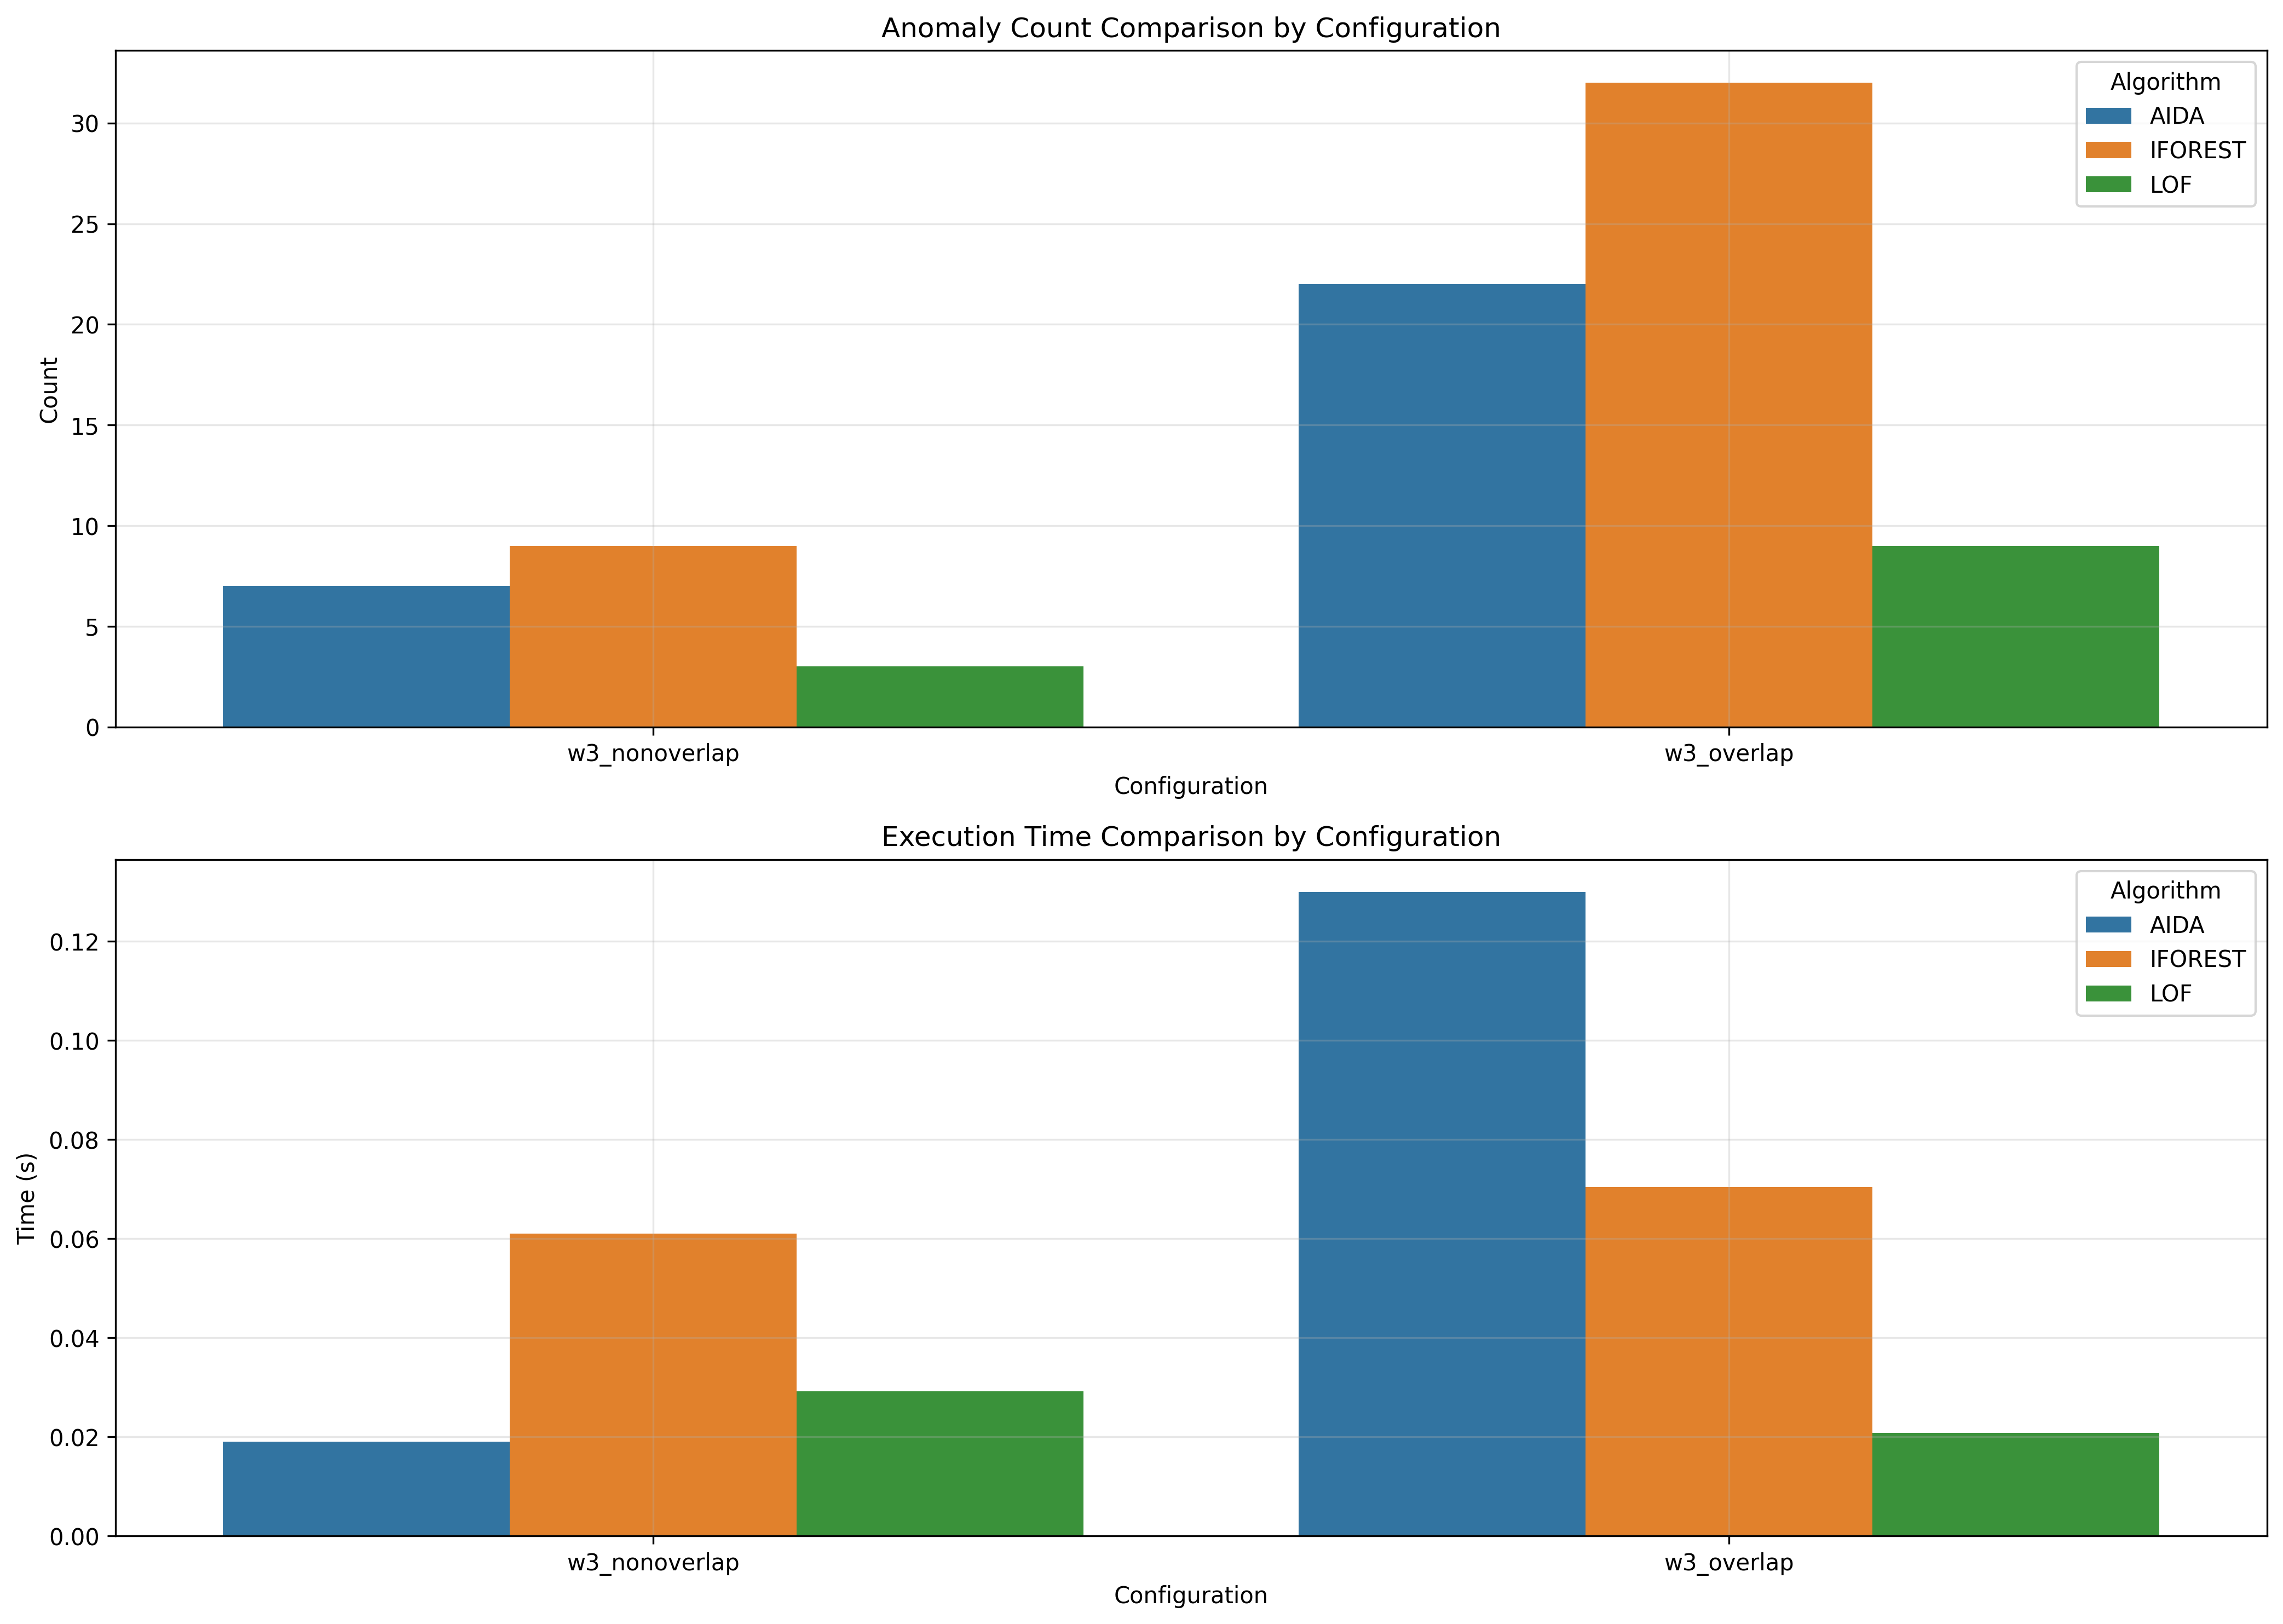 Anomaly Count Comparison by Configuration
Algorithm
AIDA
IFOREST
LOF
Count
30
25
20
15
10
5
0
w3_nonoverlap
w3_overlap
Configuration
Execution Time Comparison by Configuration
Algorithm
AIDA
IFOREST
LOF
Time (s)
0.12
0.10
0.08
0.06
0.04
0.02
0.00
w3_nonoverlap
w3_overlap
Configuration